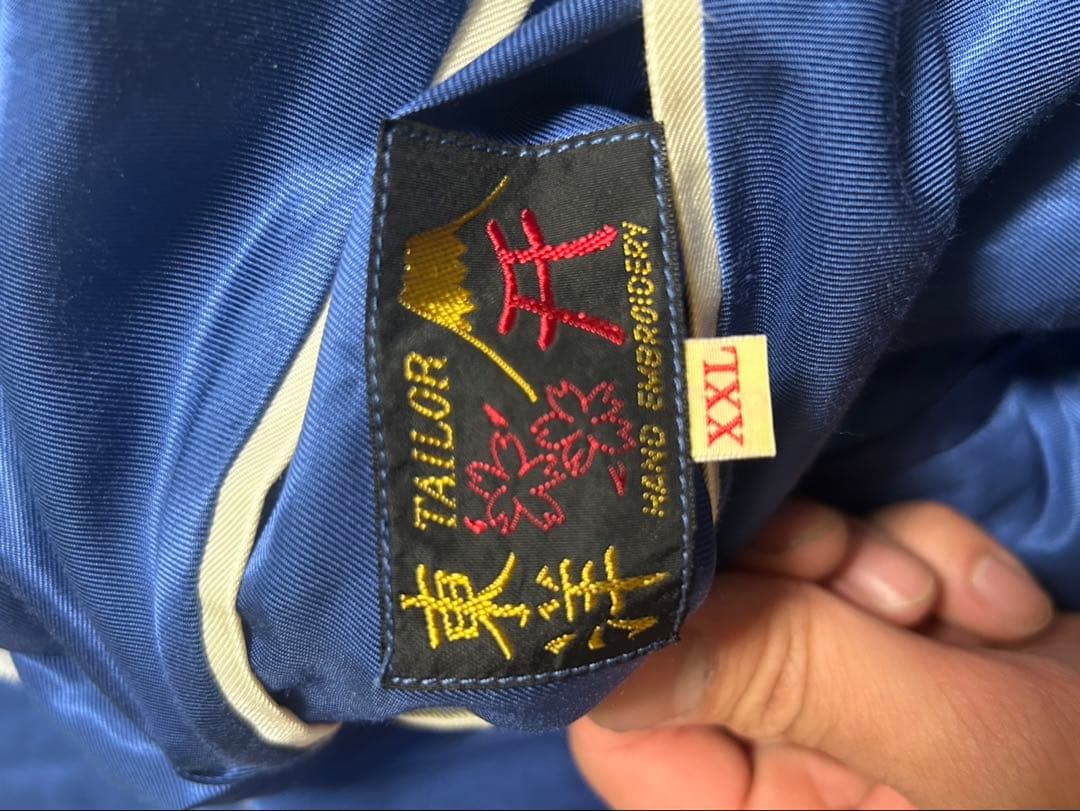 東洋
TAILOR
HAND EMBROIDERY
XXL